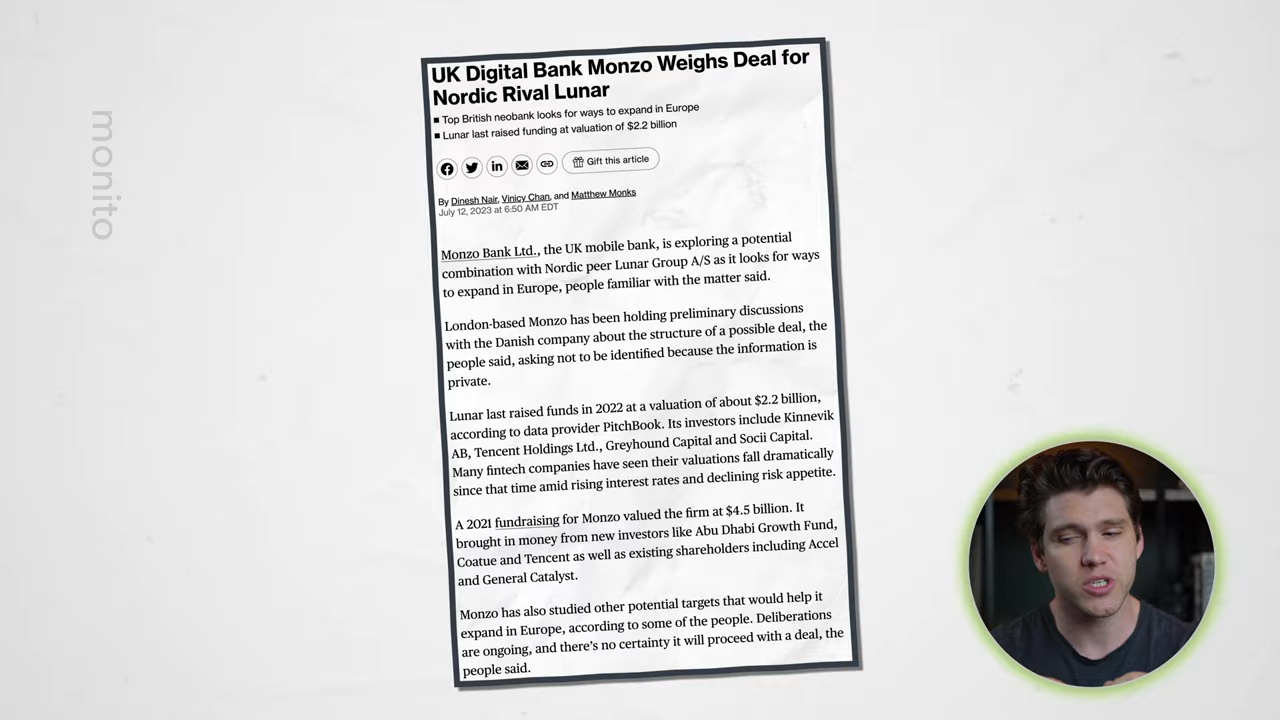 monito
UK Digital Bank Monzo Weighs Deal for
Nordic Rival Lunar
Top British neobank looks for ways to expand in Europe
Lunar last raised funding at valuation of $2.2 billion
Gift this article
By Dinesh Nair, Vinicy Chan, and Matthew Monks
July 12, 2023 at 6:50 AM EDT
Monzo Bank Ltd., the UK mobile bank, is exploring a potential
combination with Nordic peer Lunar Group A/S as it looks for ways
to expand in Europe, people familiar with the matter said.
London-based Monzo has been holding preliminary discussions
with the Danish company about the structure of a possible deal, the
people said, asking not to be identified because the information is
private.
Lunar last raised funds in 2022 at a valuation of about $2.2 billion,
according to data provider PitchBook. Its investors include Kinnevik
AB, Tencent Holdings Ltd., Greyhound Capital and Socii Capital.
Many fintech companies have seen their valuations fall dramatically
since that time amid rising interest rates and declining risk appetite.
A 2021 fundraising for Monzo valued the firm at $4.5 billion. It
brought in money from new investors like Abu Dhabi Growth Fund,
Coatue and Tencent as well as existing shareholders including Accel
and General Catalyst.
Monzo has also studied other potential targets that would help it
expand in Europe, according to some of the people. Deliberations
are ongoing, and there's no certainty it will proceed with a deal, the
people said.